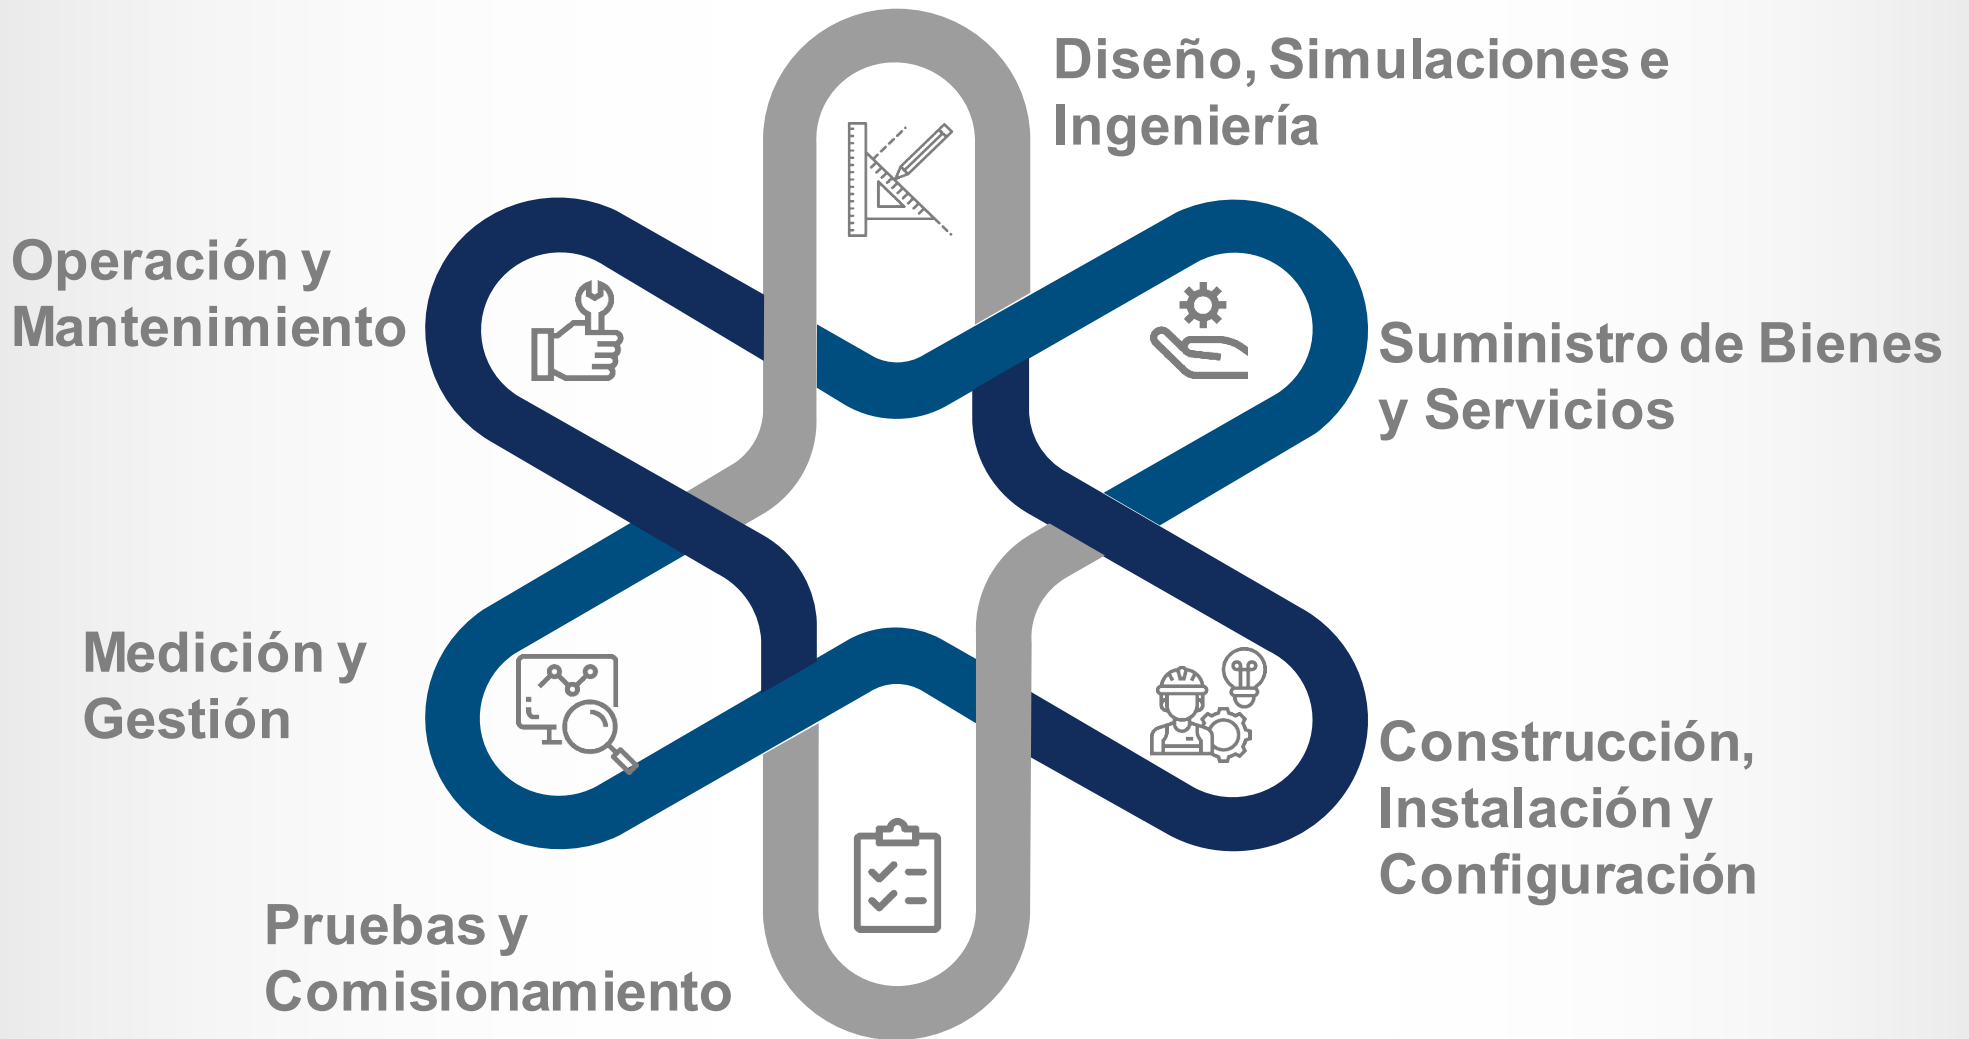 Diseño, Simulaciones e
Ingeniería
Operación y
Mantenimiento
Suministro de Bienes
y Servicios
Medición y
Gestión
Construcción,
Instalación y
Configuración
Pruebas y
Comisionamiento